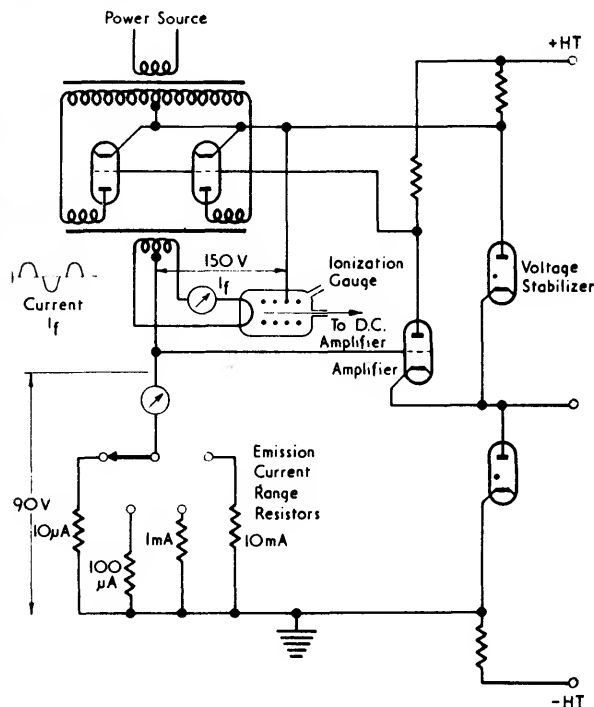 Power Source
+HT
150 V
Ionization
Gauge
If
Current
If
To D.C.
Amplifier
Amplifier
Voltage
Stabilizer
90V
Emission
Current
Range
Resistors
10μA
100
μA
1mA
10mA
-HT